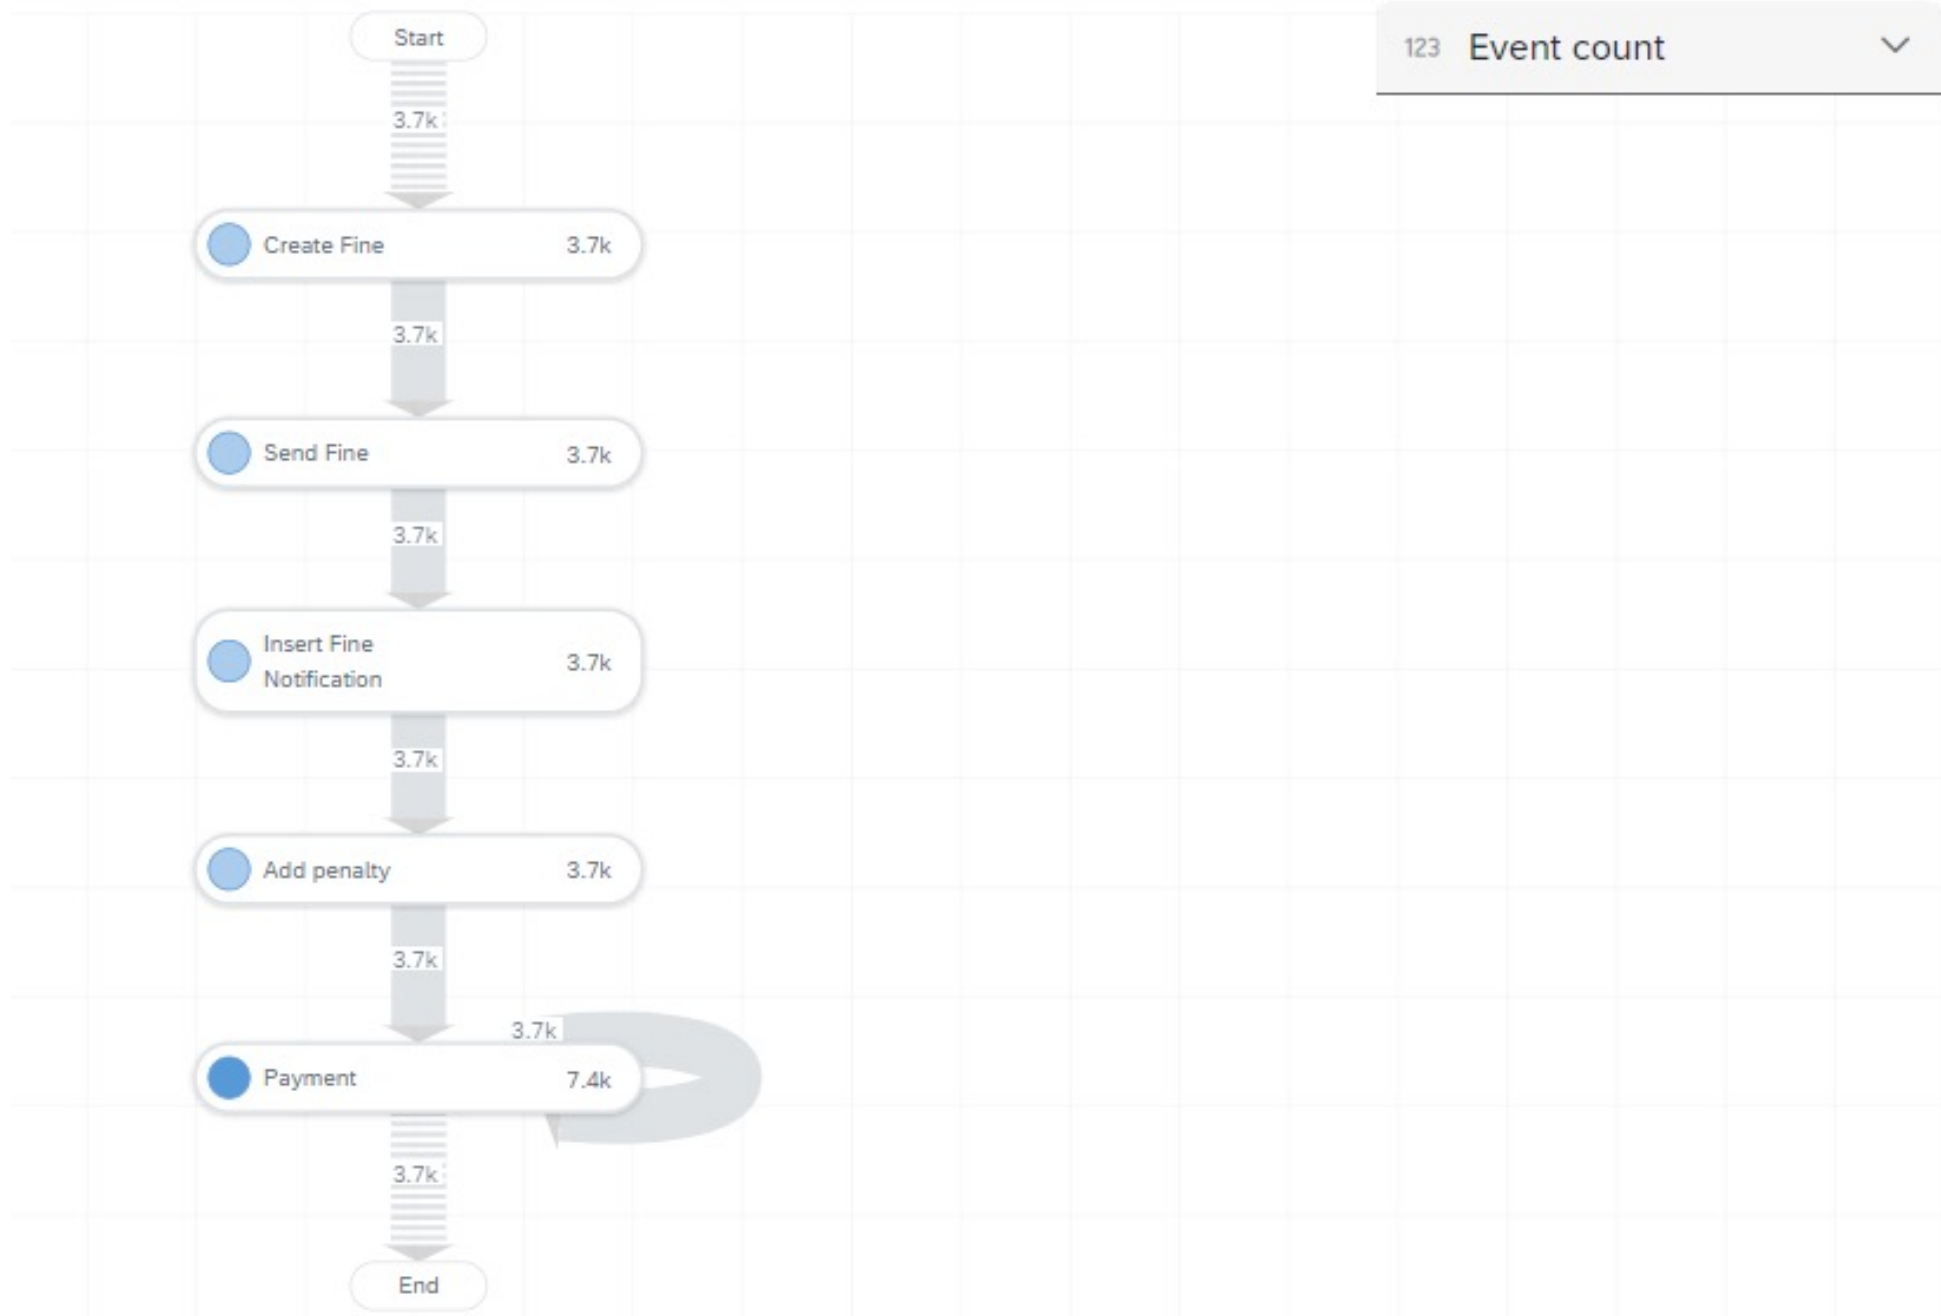 Start
123 Event count
3.7k
Create Fine 3.7k
3.7k
Send Fine 3.7k
3.7k
Insert Fine
Notification
3.7k
3.7k
Add penalty 3.7k
3.7k
3.7k
Payment 7.4k
3.7k
End